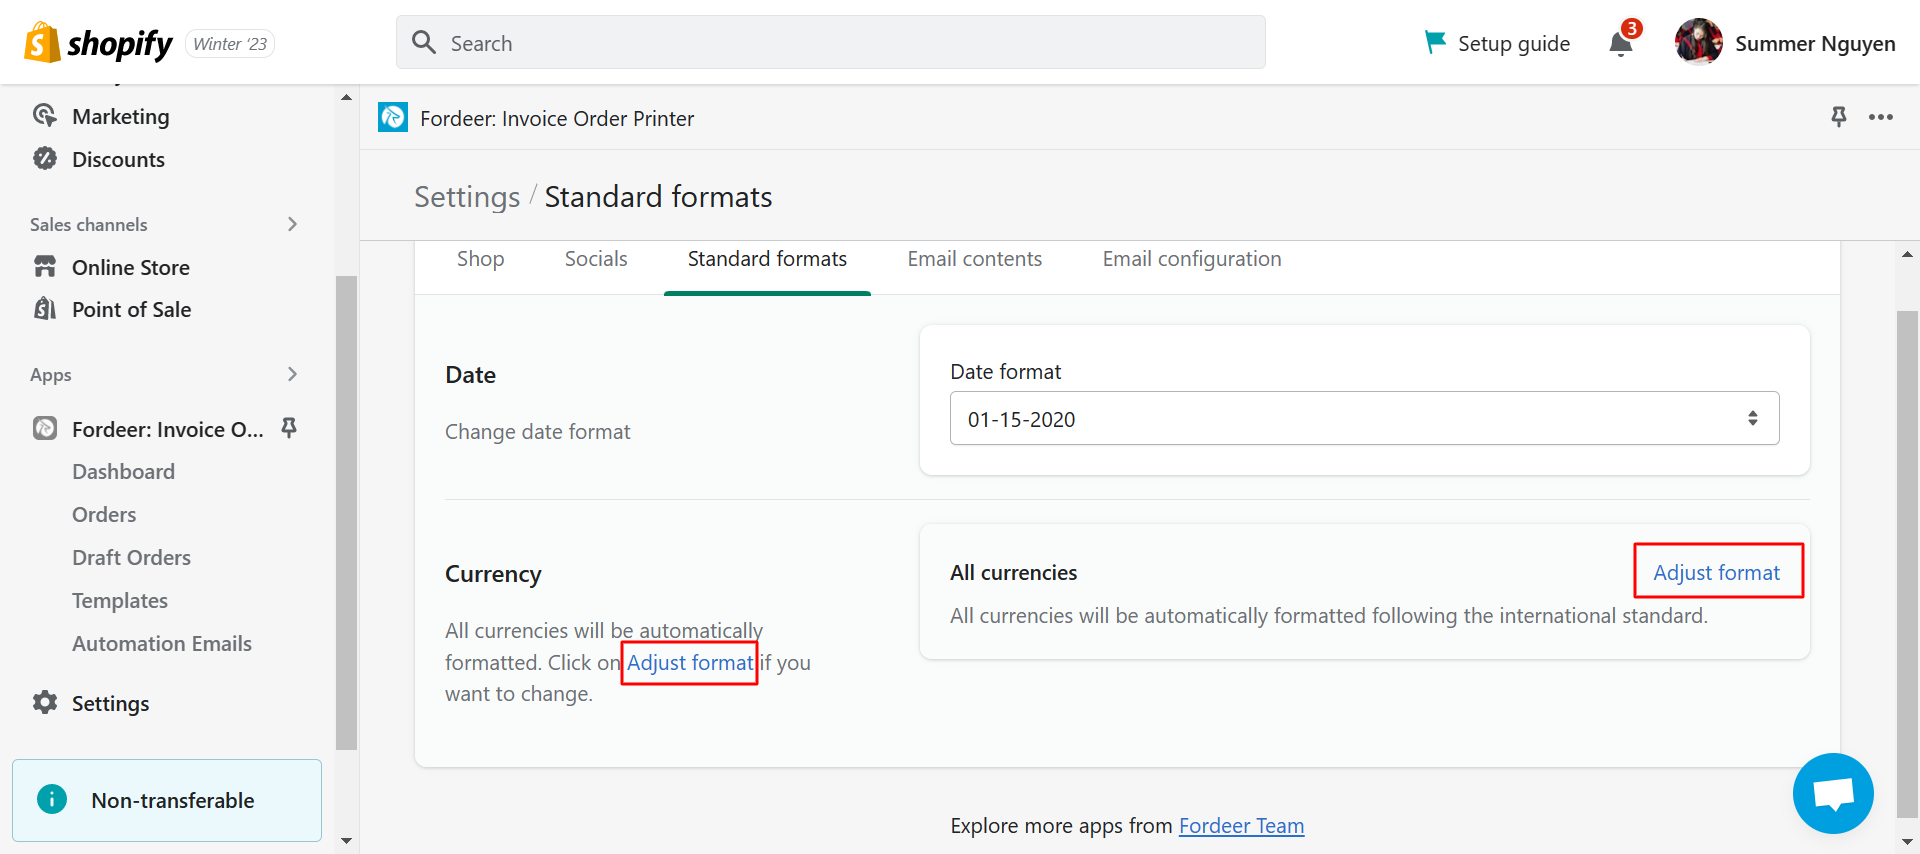 shopify
Winter ‘23
Search
Setup guide
3
Summer Nguyen
Marketing
Discounts
Sales channels
Online Store
Point of Sale
Apps
Fordeer: Invoice O...
Dashboard
Orders
Draft Orders
Templates
Automation Emails
Settings
Non-transferable
Fordeer: Invoice Order Printer
Settings / Standard formats
Shop
Socials
Standard formats
Email contents
Email configuration
Date
Change date format
Date format
01-15-2020
Currency
All currencies will be automatically
formatted. Click on Adjust format if you
want to change.
All currencies
Adjust format
All currencies will be automatically formatted following the international standard.
Explore more apps from Fordeer Team